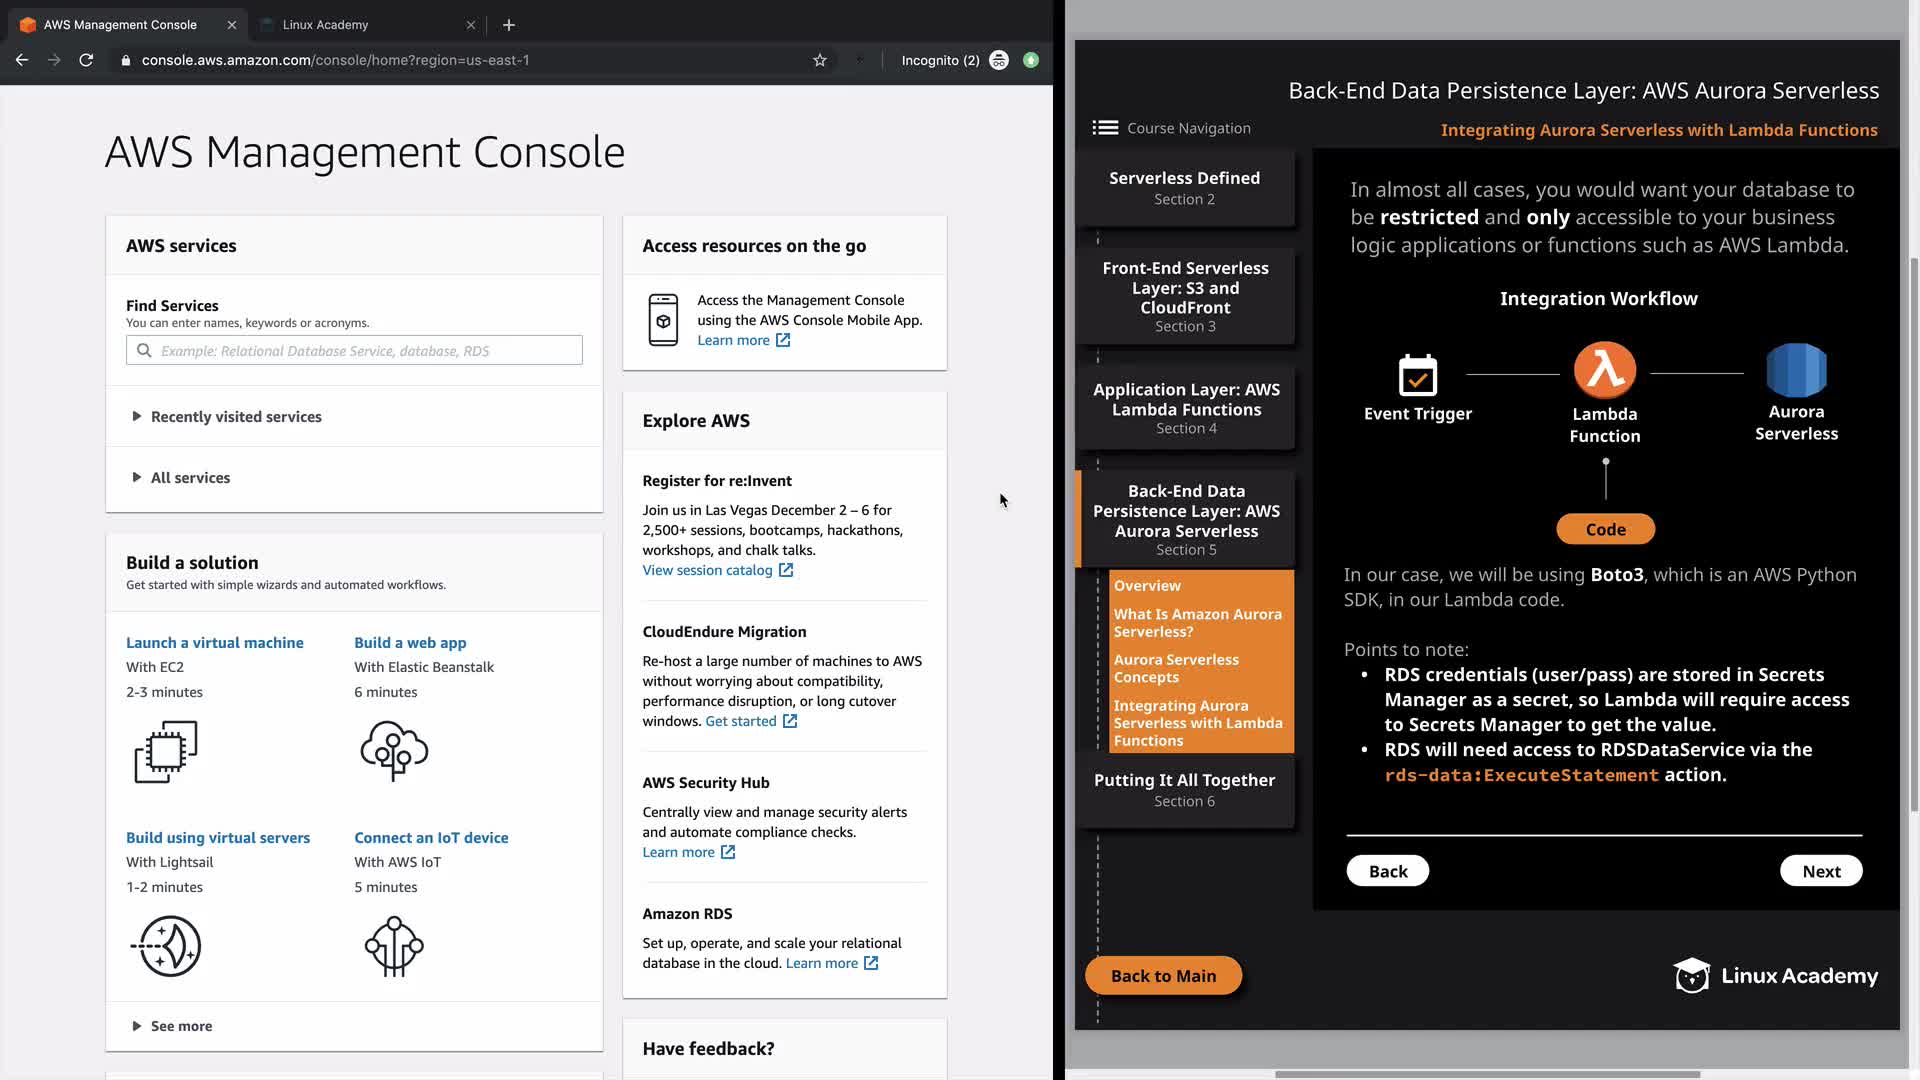 AWS Management Console
Linux Academy
console.aws.amazon.com/console/home?region=us-east-1
Incognito (2)
AWS Management Console
AWS services
Find Services
You can enter names, keywords or acronyms.
Example: Relational Database Service, database, RDS
Recently visited services
All services
Build a solution
Get started with simple wizards and automated workflows.
Launch a virtual machine
With EC2
2-3 minutes
Build a web app
With Elastic Beanstalk
6 minutes
Build using virtual servers
With Lightsail
1-2 minutes
Connect an IoT device
With AWS IoT
5 minutes
See more
Access resources on the go
Access the Management Console
using the AWS Console Mobile App.
Learn more
Explore AWS
Register for re:Invent
Join us in Las Vegas December 2 – 6 for
2,500+ sessions, bootcamps, hackathons,
workshops, and chalk talks.
View session catalog
CloudEndure Migration
Re-host a large number of machines to AWS
without worrying about compatibility,
performance disruption, or long cutover
windows. Get started
AWS Security Hub
Centrally view and manage security alerts
and automate compliance checks.
Learn more
Amazon RDS
Set up, operate, and scale your relational
database in the cloud. Learn more
Have feedback?
Back-End Data Persistence Layer: AWS Aurora Serverless
Course Navigation
Integrating Aurora Serverless with Lambda Functions
Serverless Defined
Section 2
Front-End Serverless
Layer: S3 and
CloudFront
Section 3
Application Layer: AWS
Lambda Functions
Section 4
Back-End Data
Persistence Layer: AWS
Aurora Serverless
Section 5
Overview
What Is Amazon Aurora
Serverless?
Aurora Serverless
Concepts
Integrating Aurora
Serverless with Lambda
Functions
Putting It All Together
Section 6
Back to Main
In almost all cases, you would want your database to
be restricted and only accessible to your business
logic applications or functions such as AWS Lambda.
Integration Workflow
Event Trigger
Lambda
Function
Aurora
Serverless
Code
In our case, we will be using Boto3, which is an AWS Python
SDK, in our Lambda code.
Points to note:
• RDS credentials (user/pass) are stored in Secrets
Manager as a secret, so Lambda will require access
to Secrets Manager to get the value.
• RDS will need access to RDSDataService via the
rds-data:ExecuteStatement action.
Back
Next
Linux Academy